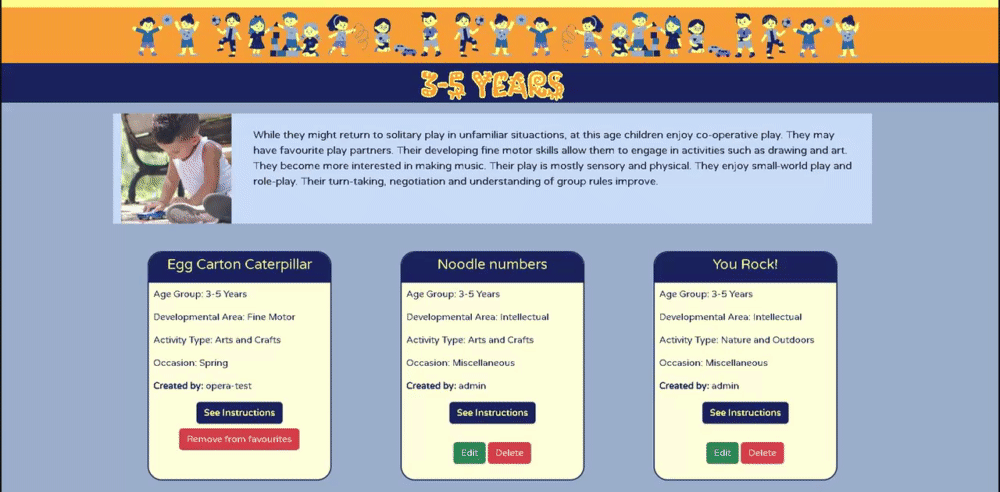 3-5 YEARS
While they might return to solitary play in unfamiliar situactions, at this age children enjoy co-operative play. They may
have favourite play partners. Their developing fine motor skills allow them to engage in activities such as drawing and art.
They become more interested in making music. Their play is mostly sensory and physical. They enjoy small-world play and
role-play. Their turn-taking, negotiation and understanding of group rules improve.
Egg Carton Caterpillar
Age Group: 3-5 Years
Developmental Area: Fine Motor
Activity Type: Arts and Crafts
Occasion: Spring
Created by: opera-test
See Instructions
Remove from favourites
Noodle numbers
Age Group: 3-5 Years
Developmental Area: Intellectual
Activity Type: Arts and Crafts
Occasion: Miscellaneous
Created by: admin
See Instructions
Edit Delete
You Rock!
Age Group: 3-5 Years
Developmental Area: Intellectual
Activity Type: Nature and Outdoors
Occasion: Miscellaneous
Created by: admin
See Instructions
Edit Delete